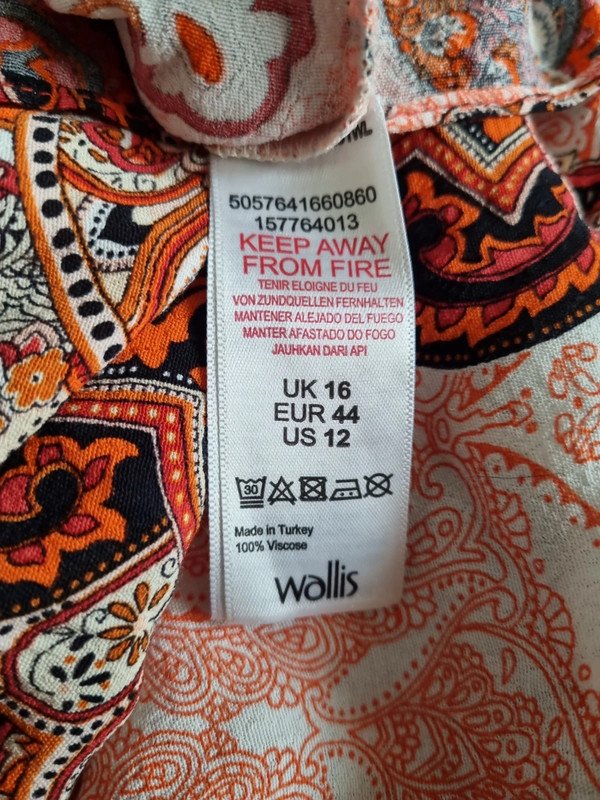 5057641660860
157764013
KEEP AWAY
FROM FIRE
TENIR ELOIGNE DU FEU
VON ZUNDQUELLEN FERNHALTEN
MANTENER ALEJADO DEL FUEGO
MANTER AFASTADO DO FOGO
JAUHKAN DARI API
UK 16
EUR 44
US 12
30
Made in Turkey
100% Viscose
wallis